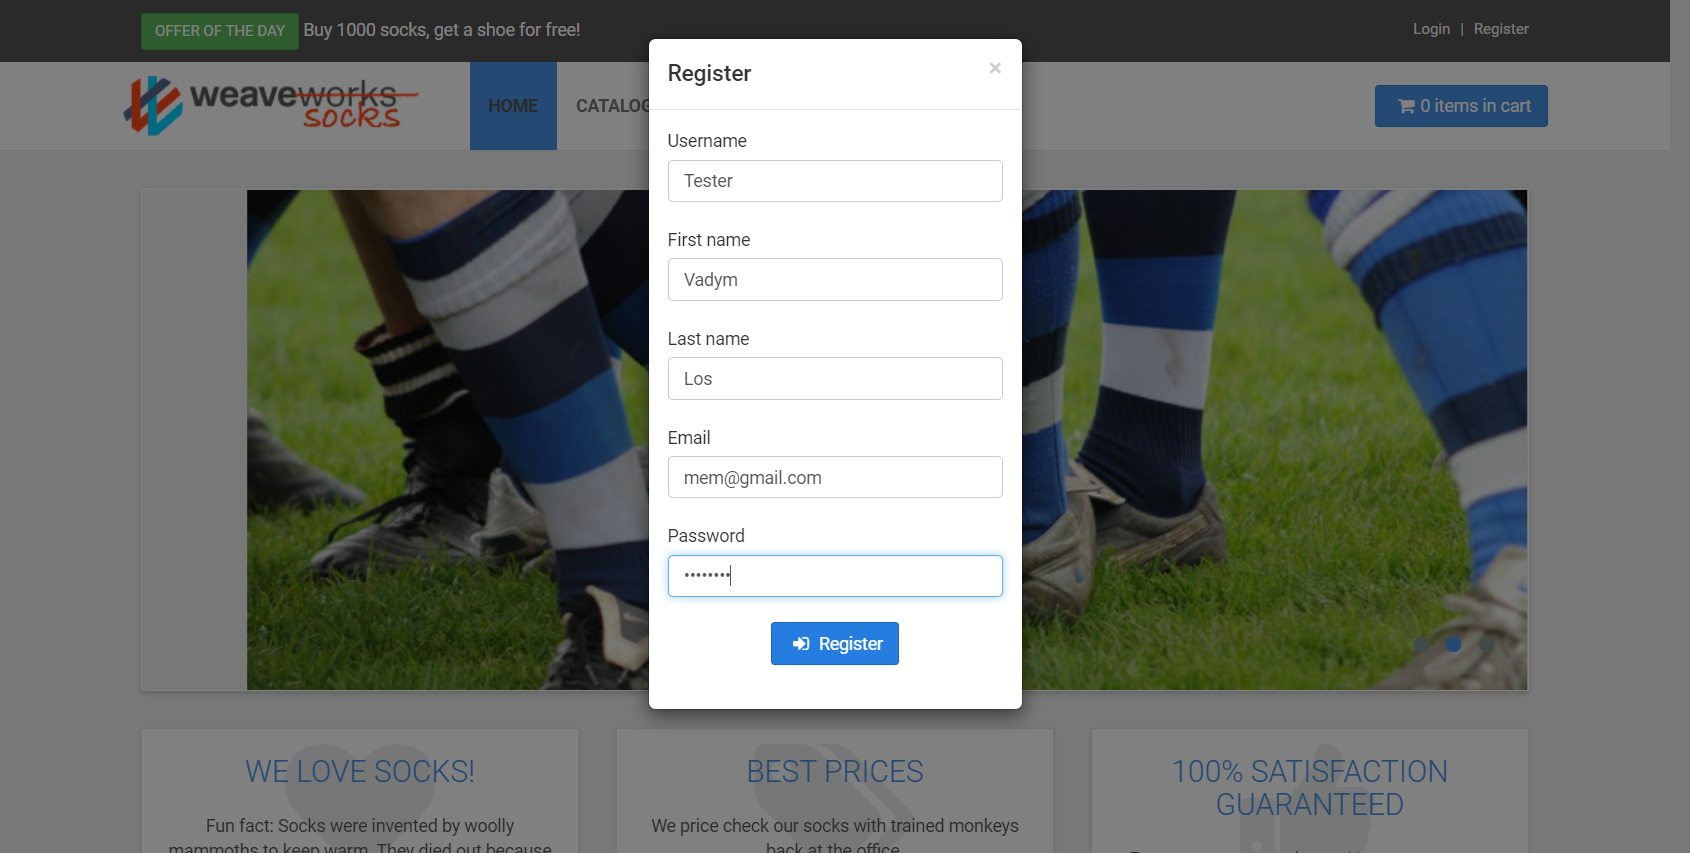 OFFER OF THE DAY Buy 1000 socks, get a shoe for free!
Login | Register
weaveworks
socks
HOME
CATALOG
0 items in cart
Register ×
Username
Tester
First name
Vadym
Last name
Los
Email
mem@gmail.com
Password
••••••••
Register
WE LOVE SOCKS!
Fun fact: Socks were invented by woolly
mammoths to keep warm. They died out because
BEST PRICES
We price check our socks with trained monkeys
back at the office
100% SATISFACTION
GUARANTEED